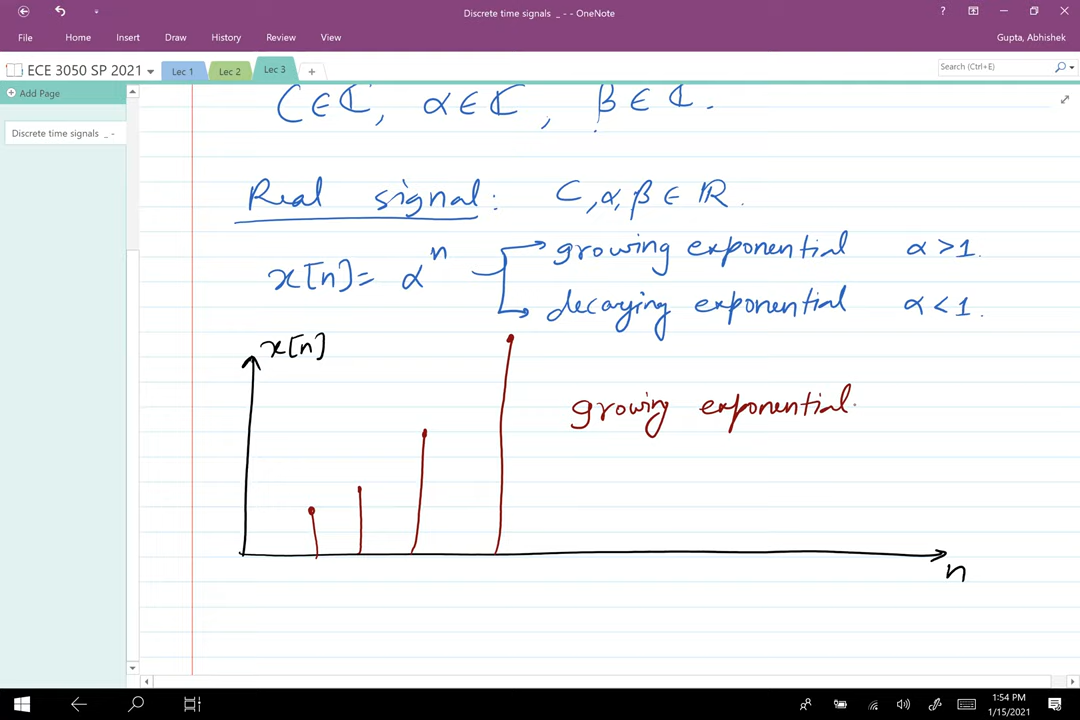 Discrete time signals _ - - OneNote
?
File Home Insert Draw History Review View
Gupta, Abhishek
ECE 3050 SP 2021
Lec 1 Lec 2 Lec 3 +
Search (Ctrl+E)
Add Page
Discrete time signals _ -
C ∈ ℂ, α ∈ ℂ, β ∈ ℂ.
Real signal: C, α, β ∈ ℝ.
growing exponential α > 1.
x[n] = α^n
decaying exponential α < 1.
x[n]
growing exponential.
n
1:54 PM
1/15/2021